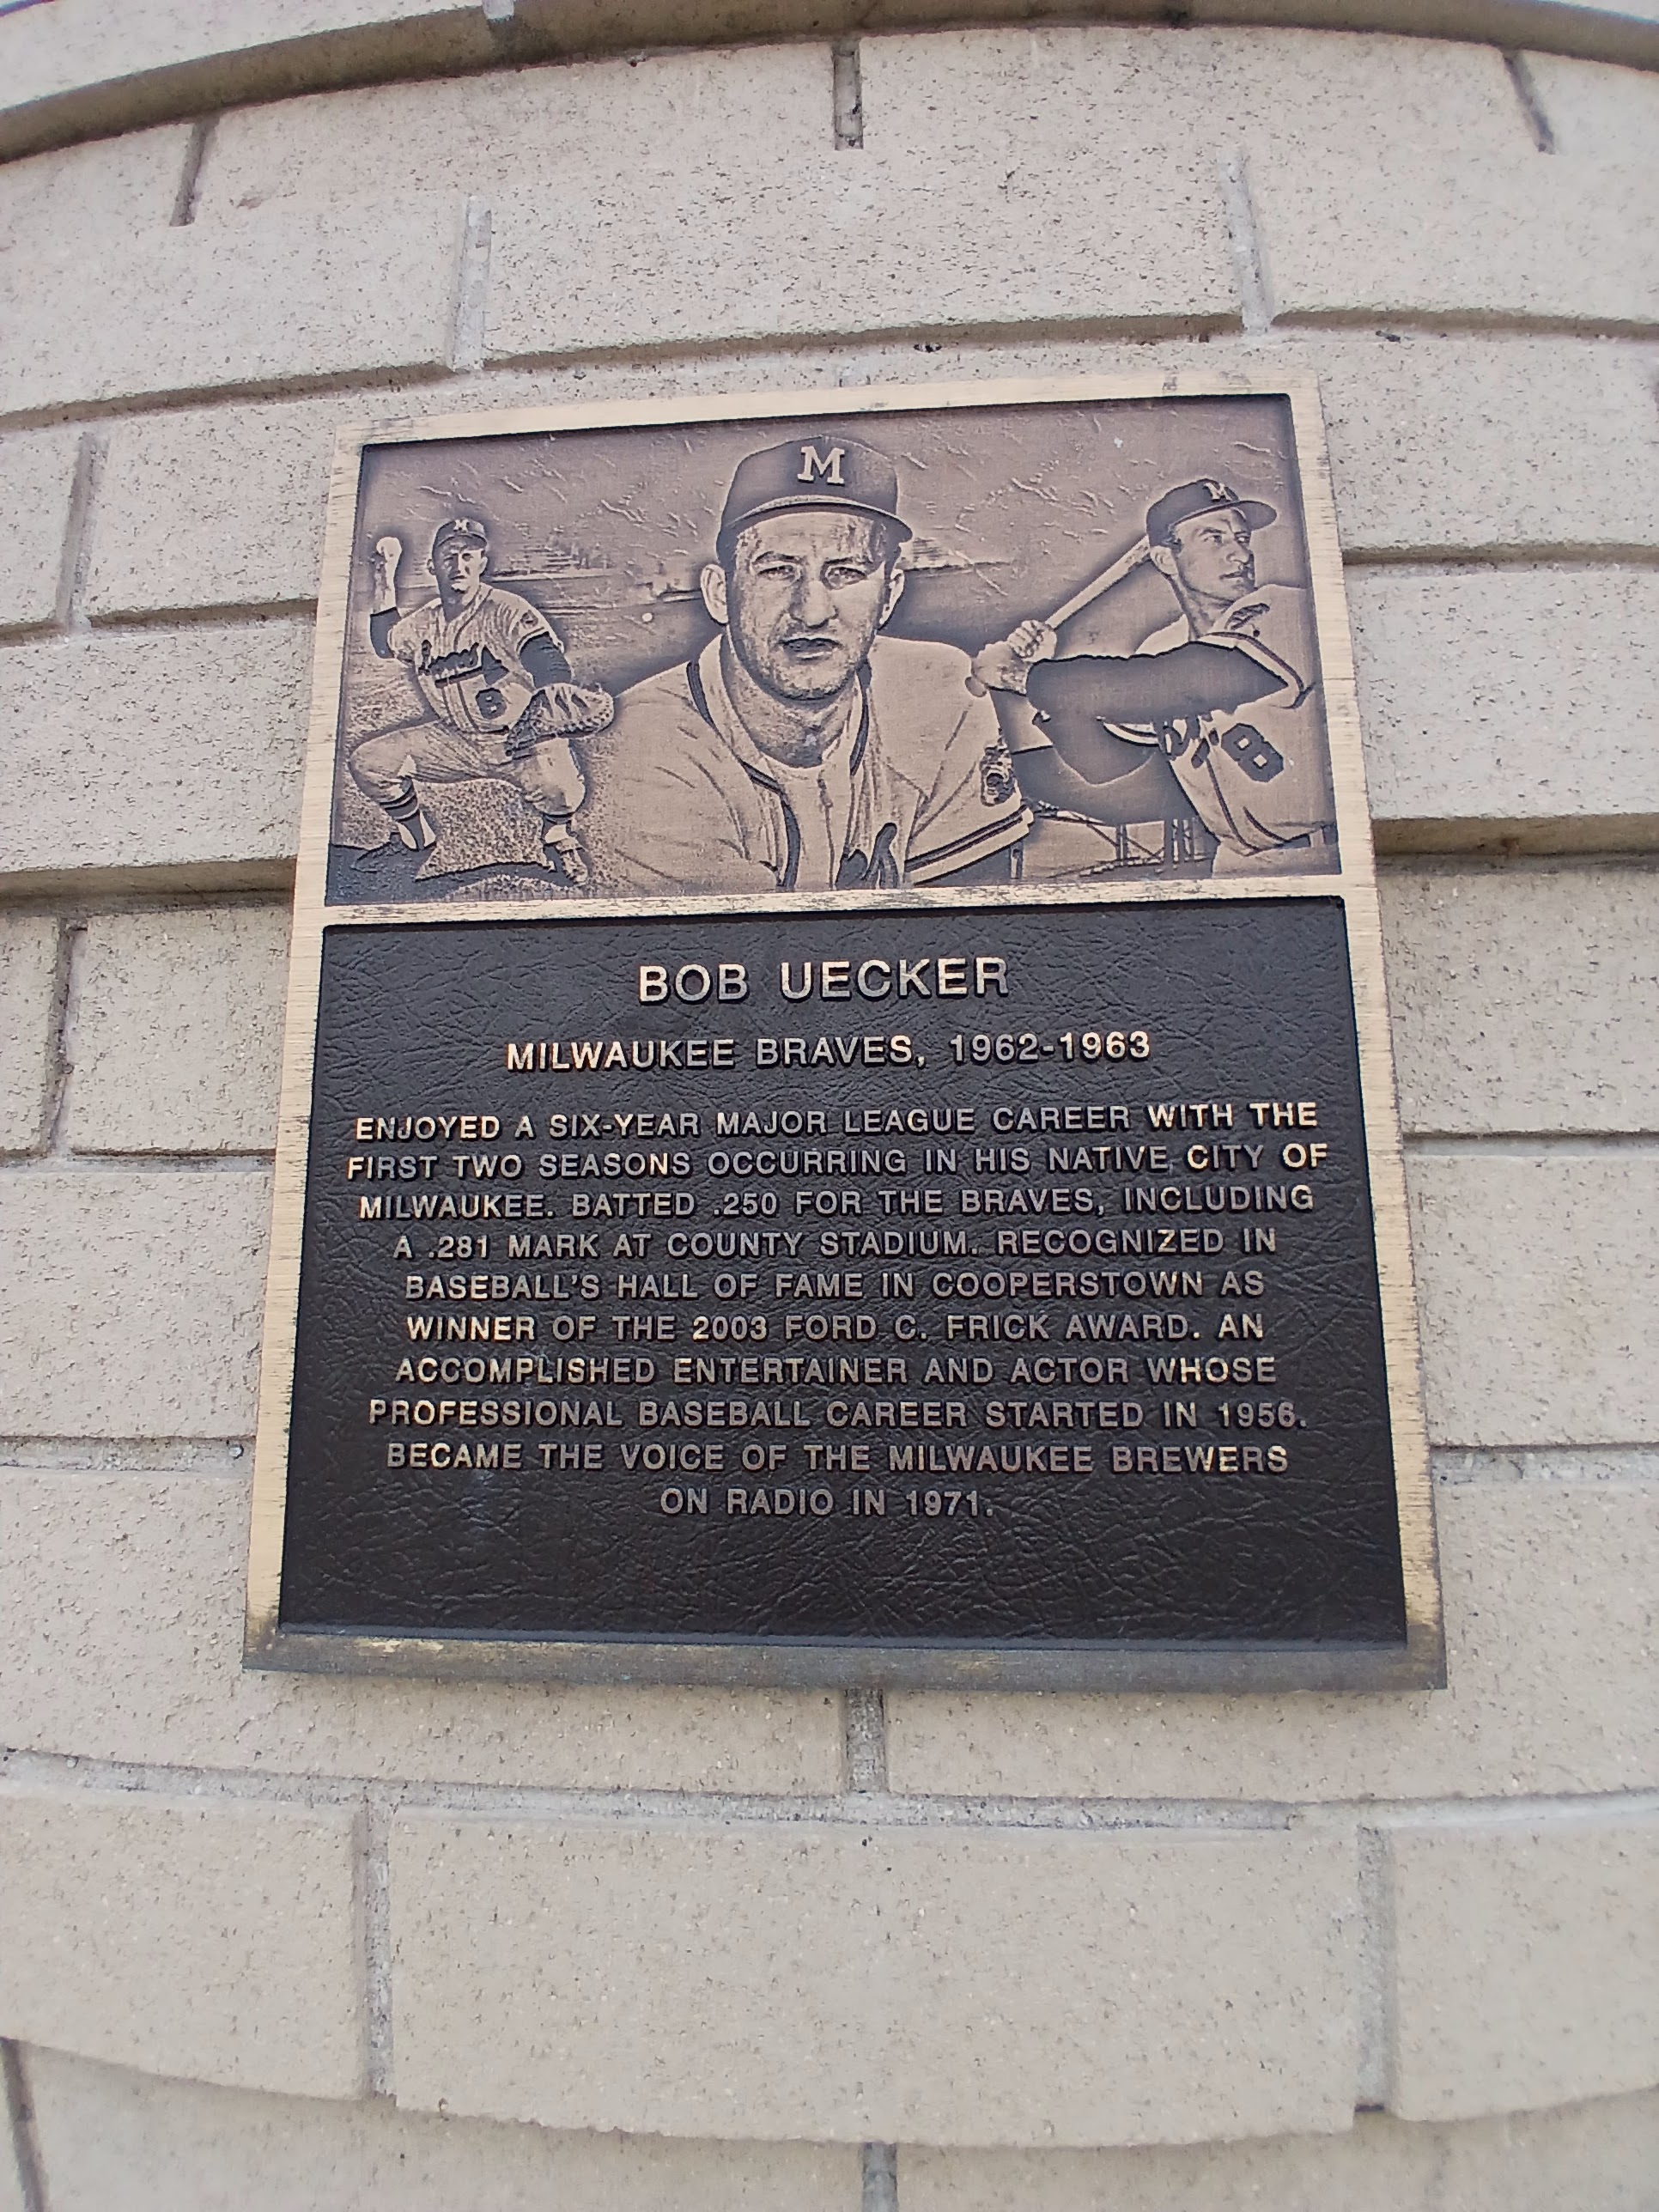 M
M
M
Braves
8
8
BOB UECKER
MILWAUKEE BRAVES, 1962-1963
ENJOYED A SIX-YEAR MAJOR LEAGUE CAREER WITH THE
FIRST TWO SEASONS OCCURRING IN HIS NATIVE CITY OF
MILWAUKEE. BATTED .250 FOR THE BRAVES, INCLUDING
A .281 MARK AT COUNTY STADIUM. RECOGNIZED IN
BASEBALL'S HALL OF FAME IN COOPERSTOWN AS
WINNER OF THE 2003 FORD C. FRICK AWARD. AN
ACCOMPLISHED ENTERTAINER AND ACTOR WHOSE
PROFESSIONAL BASEBALL CAREER STARTED IN 1956.
BECAME THE VOICE OF THE MILWAUKEE BREWERS
ON RADIO IN 1971.